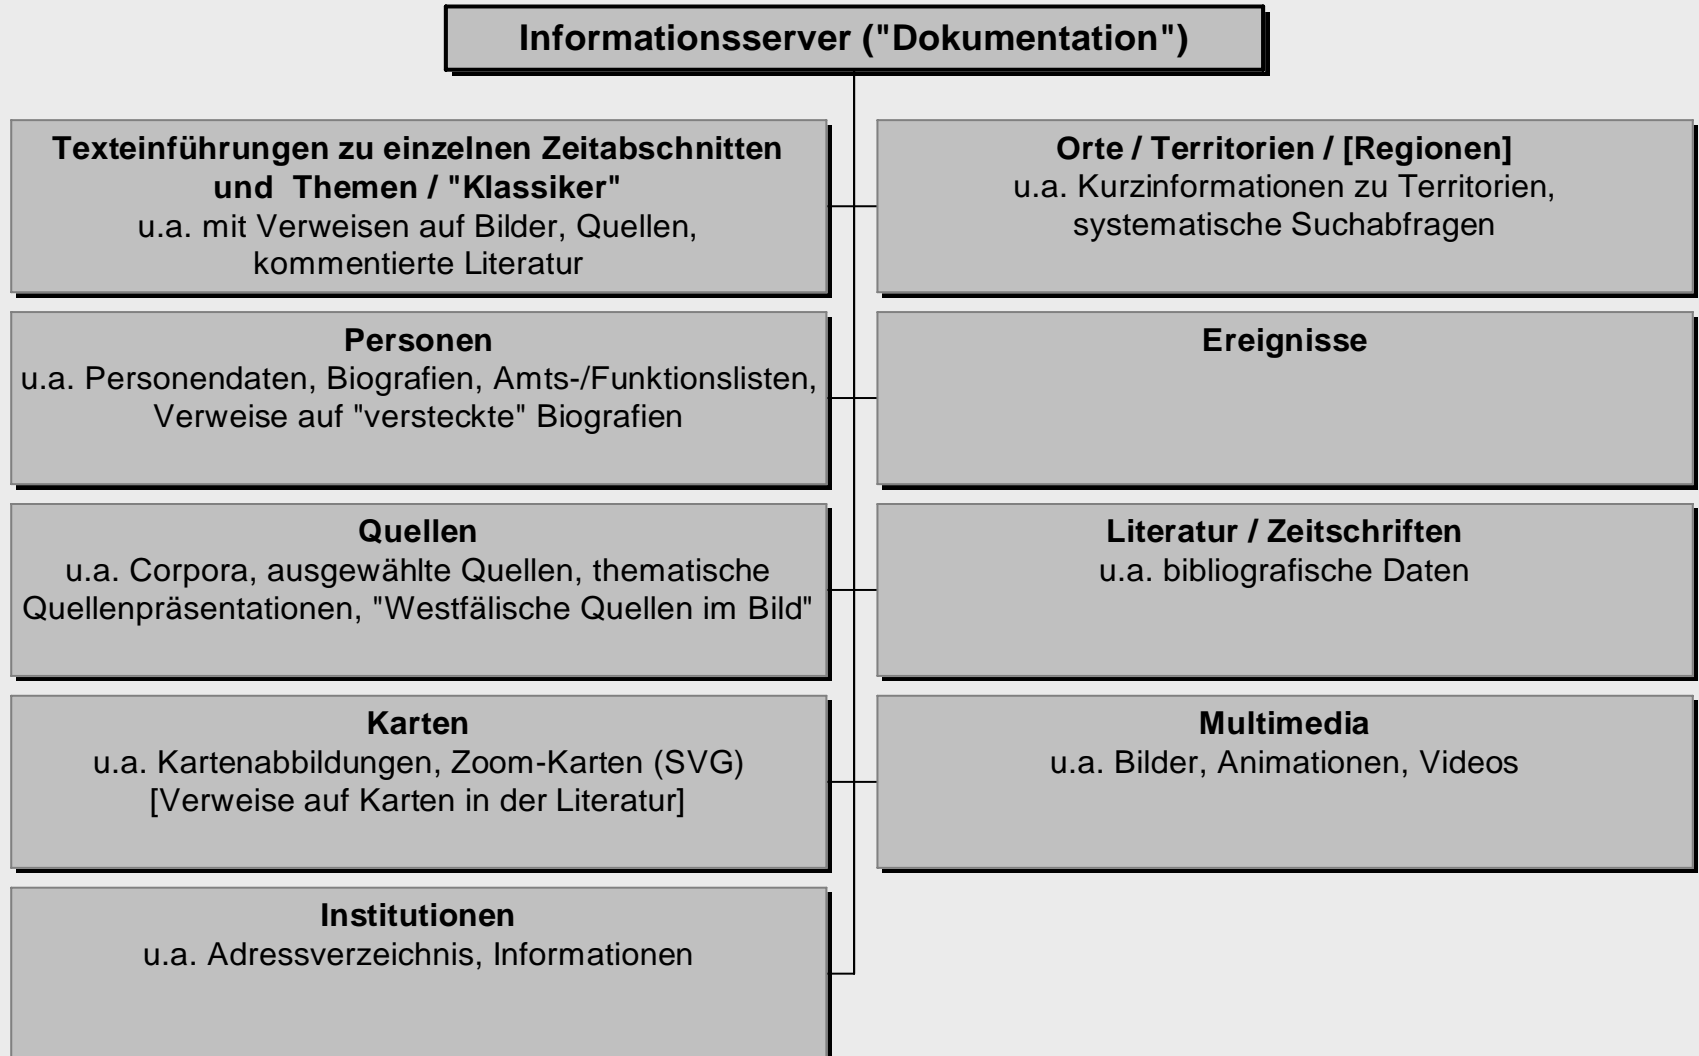 Informationsserver ("Dokumentation")
Texteinführungen zu einzelnen Zeitabschnitten
und Themen / "Klassiker"
u.a. mit Verweisen auf Bilder, Quellen,
kommentierte Literatur
Orte / Territorien / [Regionen]
u.a. Kurzinformationen zu Territorien,
systematische Suchabfragen
Personen
u.a. Personendaten, Biografien, Amts-/Funktionslisten,
Verweise auf "versteckte" Biografien
Ereignisse
Quellen
u.a. Corpora, ausgewählte Quellen, thematische
Quellenpräsentationen, "Westfälische Quellen im Bild"
Literatur / Zeitschriften
u.a. bibliografische Daten
Karten
u.a. Kartenabbildungen, Zoom-Karten (SVG)
[Verweise auf Karten in der Literatur]
Multimedia
u.a. Bilder, Animationen, Videos
Institutionen
u.a. Adressverzeichnis, Informationen